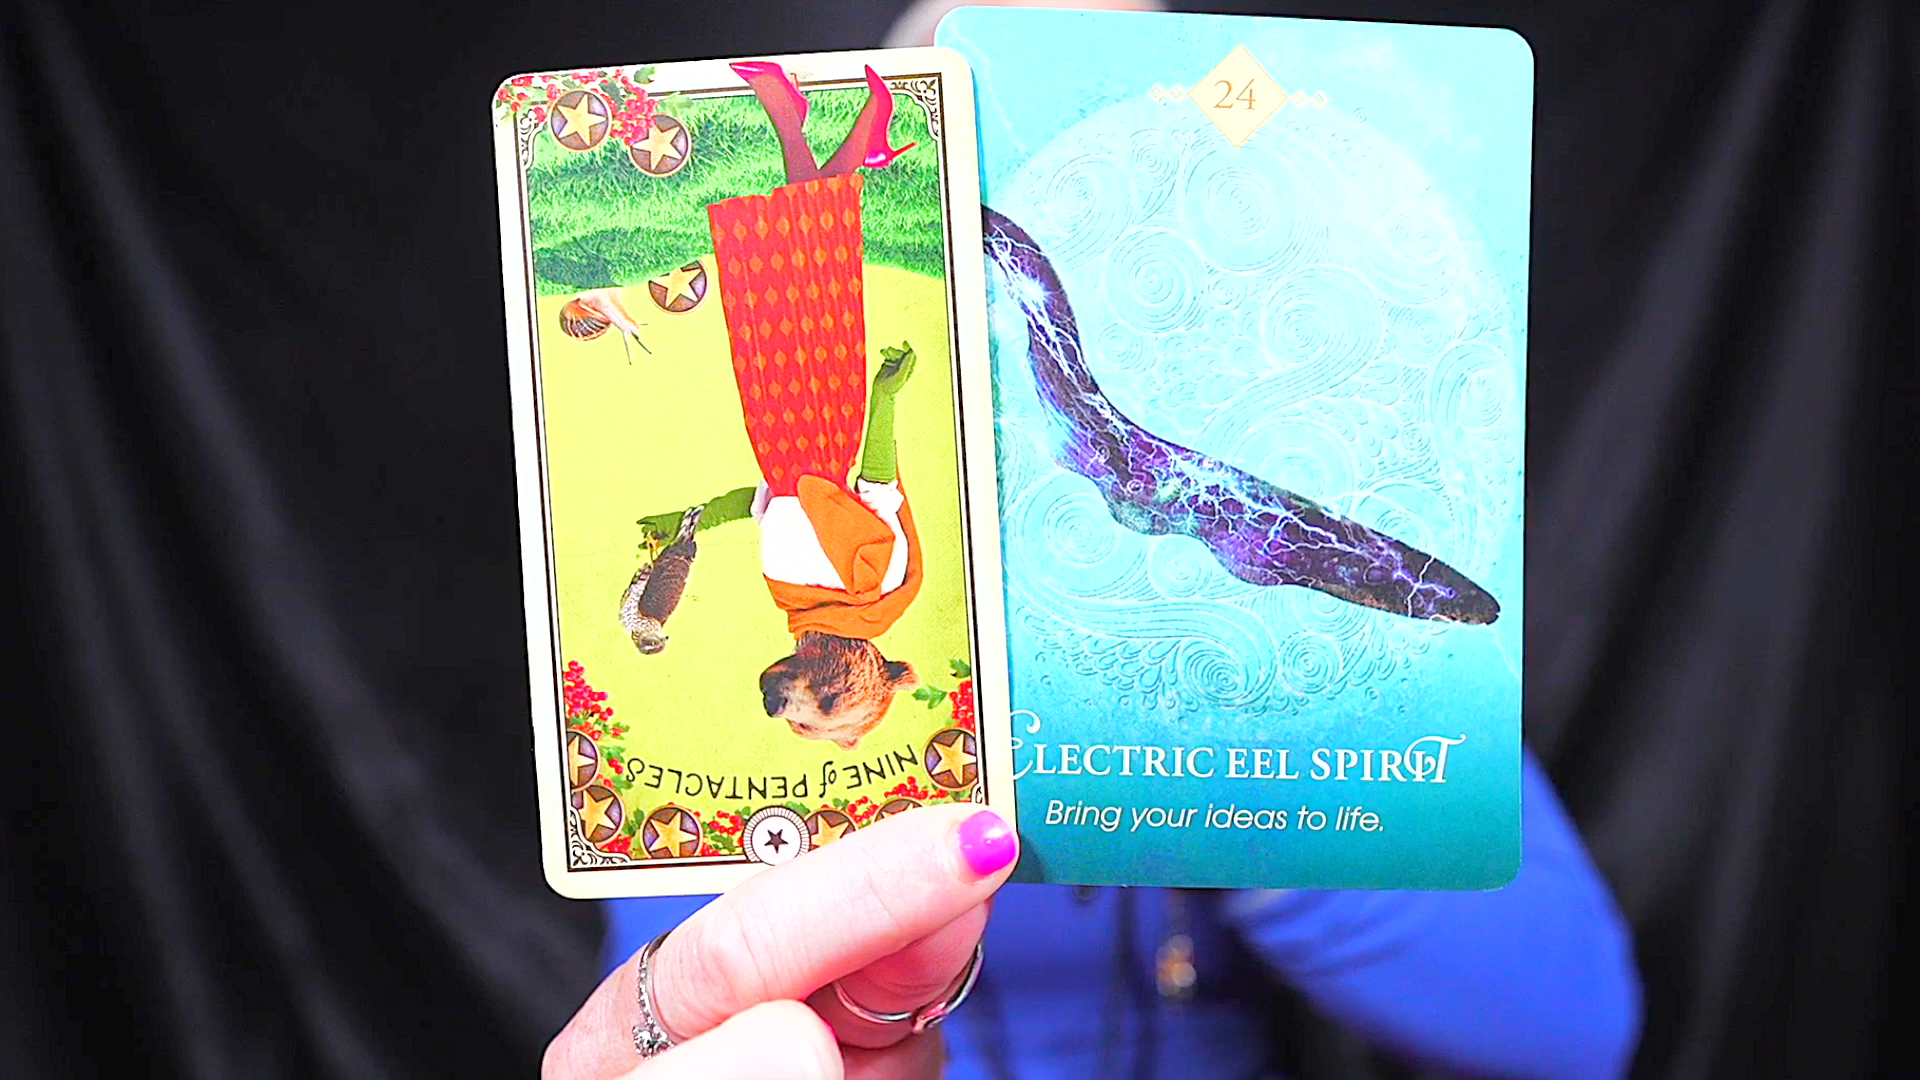 NINE of PENTACLES
24
ELECTRIC EEL SPIRIT
Bring your ideas to life.